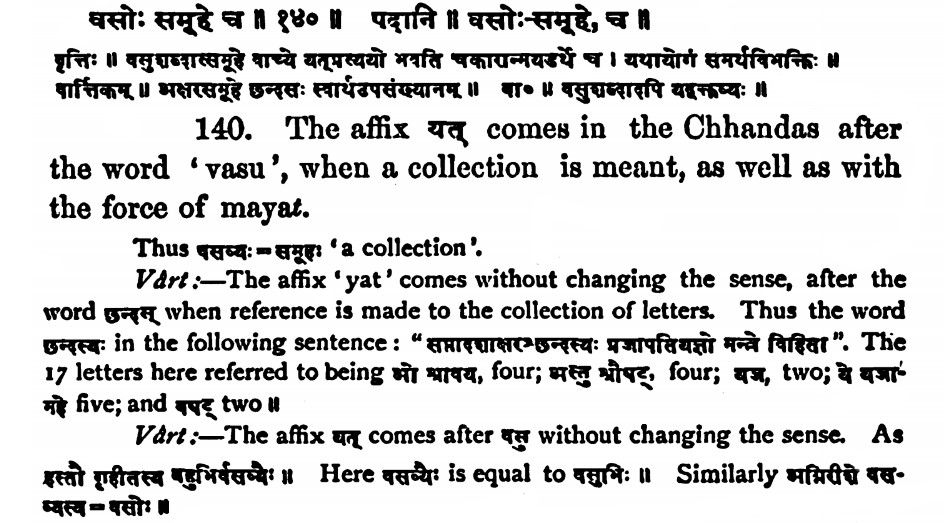 वसोः समूहे च ॥ १४० ॥ पदानि ॥ वसोः-समूहे, च ॥
वृत्तिः ॥ वसुशब्दात्समूहे वाच्ये यत्प्रत्ययो भवति चकारान्मयडर्थे च । यथायोगं समर्थविभक्तिः ॥
वार्त्तिकम् ॥ अक्षरसमूहे छन्दसः स्वार्थउपसंख्यानम् ॥ वा० ॥ वसुशब्दादपि यद्वक्तव्यः ॥
140. The affix यत् comes in the Chhandas after
the word ‘vasu’, when a collection is meant, as well as with
the force of mayat.
Thus वसव्यः=समूहः ‘a collection’.
Vârt:—The affix ‘yat’ comes without changing the sense, after the
word छन्दस् when reference is made to the collection of letters. Thus the word
छन्दस्यः in the following sentence: "सप्तदशाक्षरश्छन्दस्यः प्रजापतिर्यज्ञो मन्त्रे विहितः". The
17 letters here referred to being ओ श्रावय, four; अस्तु श्रौषट्, four; यज, two; ये यजा-
महे five; and वषट् two॥
Vârt:—The affix यत् comes after वसु without changing the sense. As
हस्तौ गृहीतस्य बहुभिर्वसव्यैः ॥ Here वसव्यैः is equal to वसुभिः ॥ Similarly अग्निरीशे वस-
व्यस्य=वसोः ॥